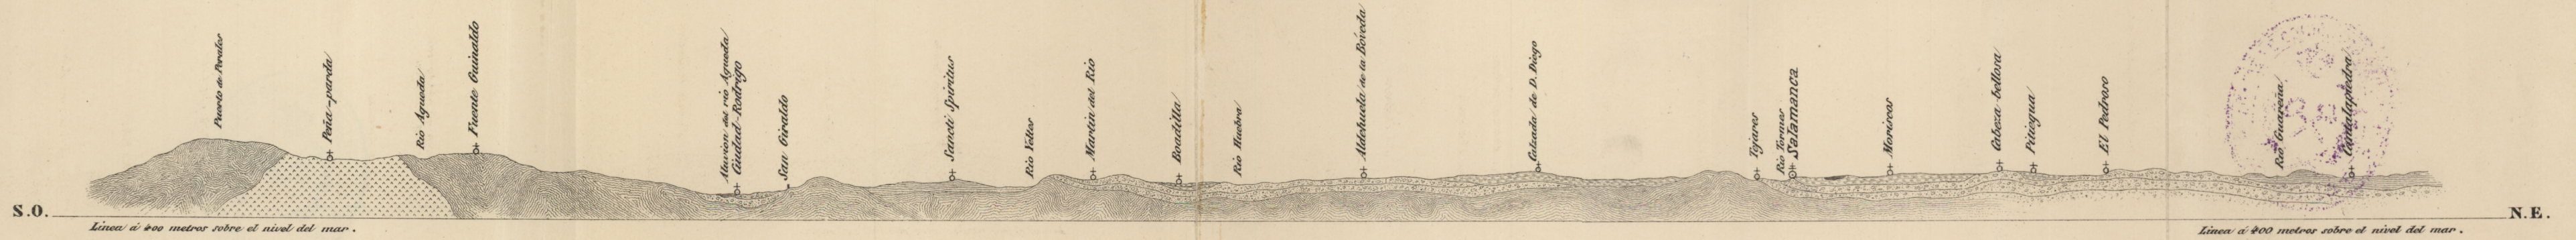 Puerto de Perales
Peña-parda
Rio Agueda
Fuente Guinaldo
Aluvion del rio Agueda
Ciudad-Rodrigo
San Giraldo
Sancti Spiritus
Rio Yeltes
Martin del Rio
Boadilla
Rio Huebra
Aldehuela de la Bóveda
Calzada de D. Diego
Tejares
Rio Tormes
Salamanca
Moriscos
Cabeza-bellosa
Pitiegua
El Pedroso
Rio Guareña
Cantalapiedra
S.O.
N.E.
Linea á 400 metros sobre el nivel del mar.
Linea á 400 metros sobre el nivel del mar.